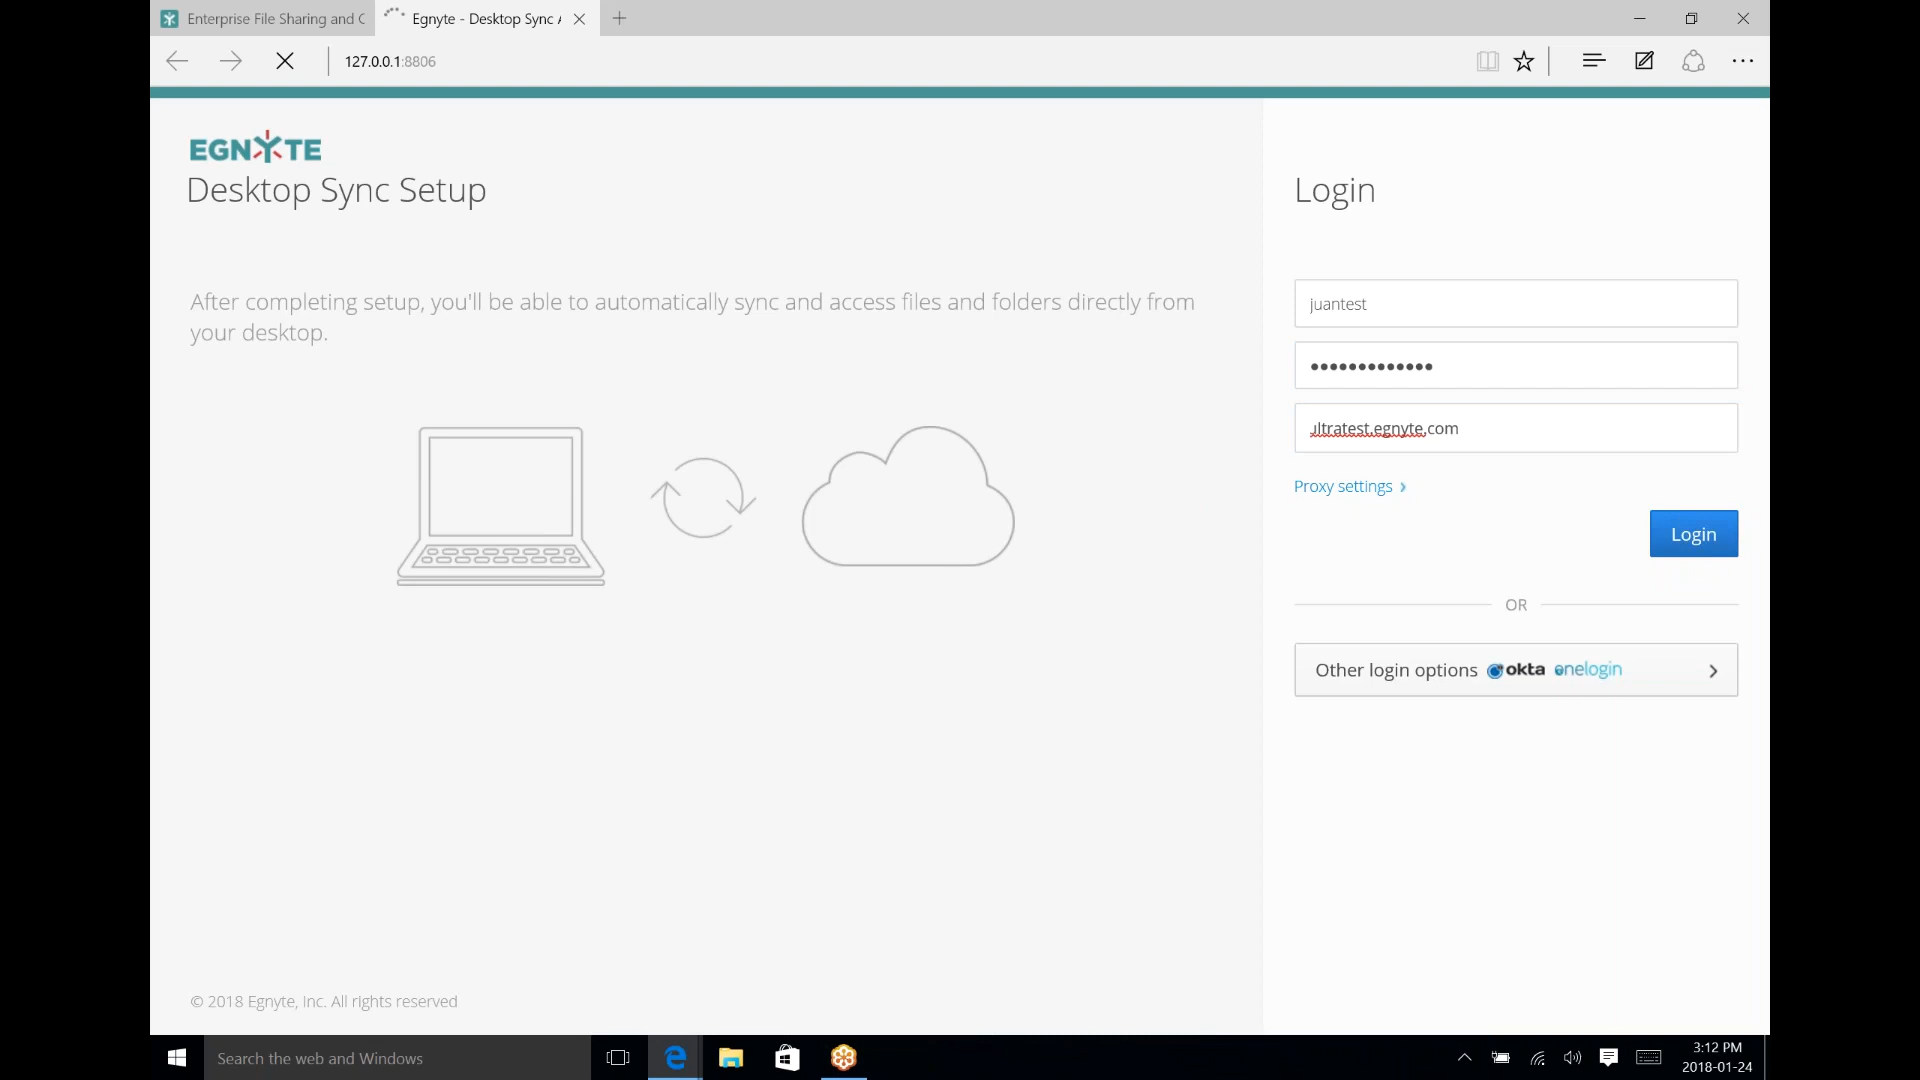 Enterprise File Sharing and C
Egnyte - Desktop Sync A
127.0.0.1:8806
EGNYTE
Desktop Sync Setup
After completing setup, you'll be able to automatically sync and access files and folders directly from
your desktop.
© 2018 Egnyte, Inc. All rights reserved
Login
juantest
•••••••••••••
ultratest.egnyte.com
Proxy settings ›
Login
OR
Other login options okta onelogin
Search the web and Windows
3:12 PM
2018-01-24